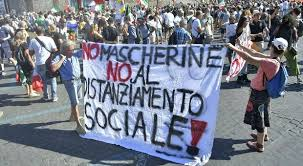 NO MASCHERINE
NO AL
DISTANZIAMENTO
SOCIALE!